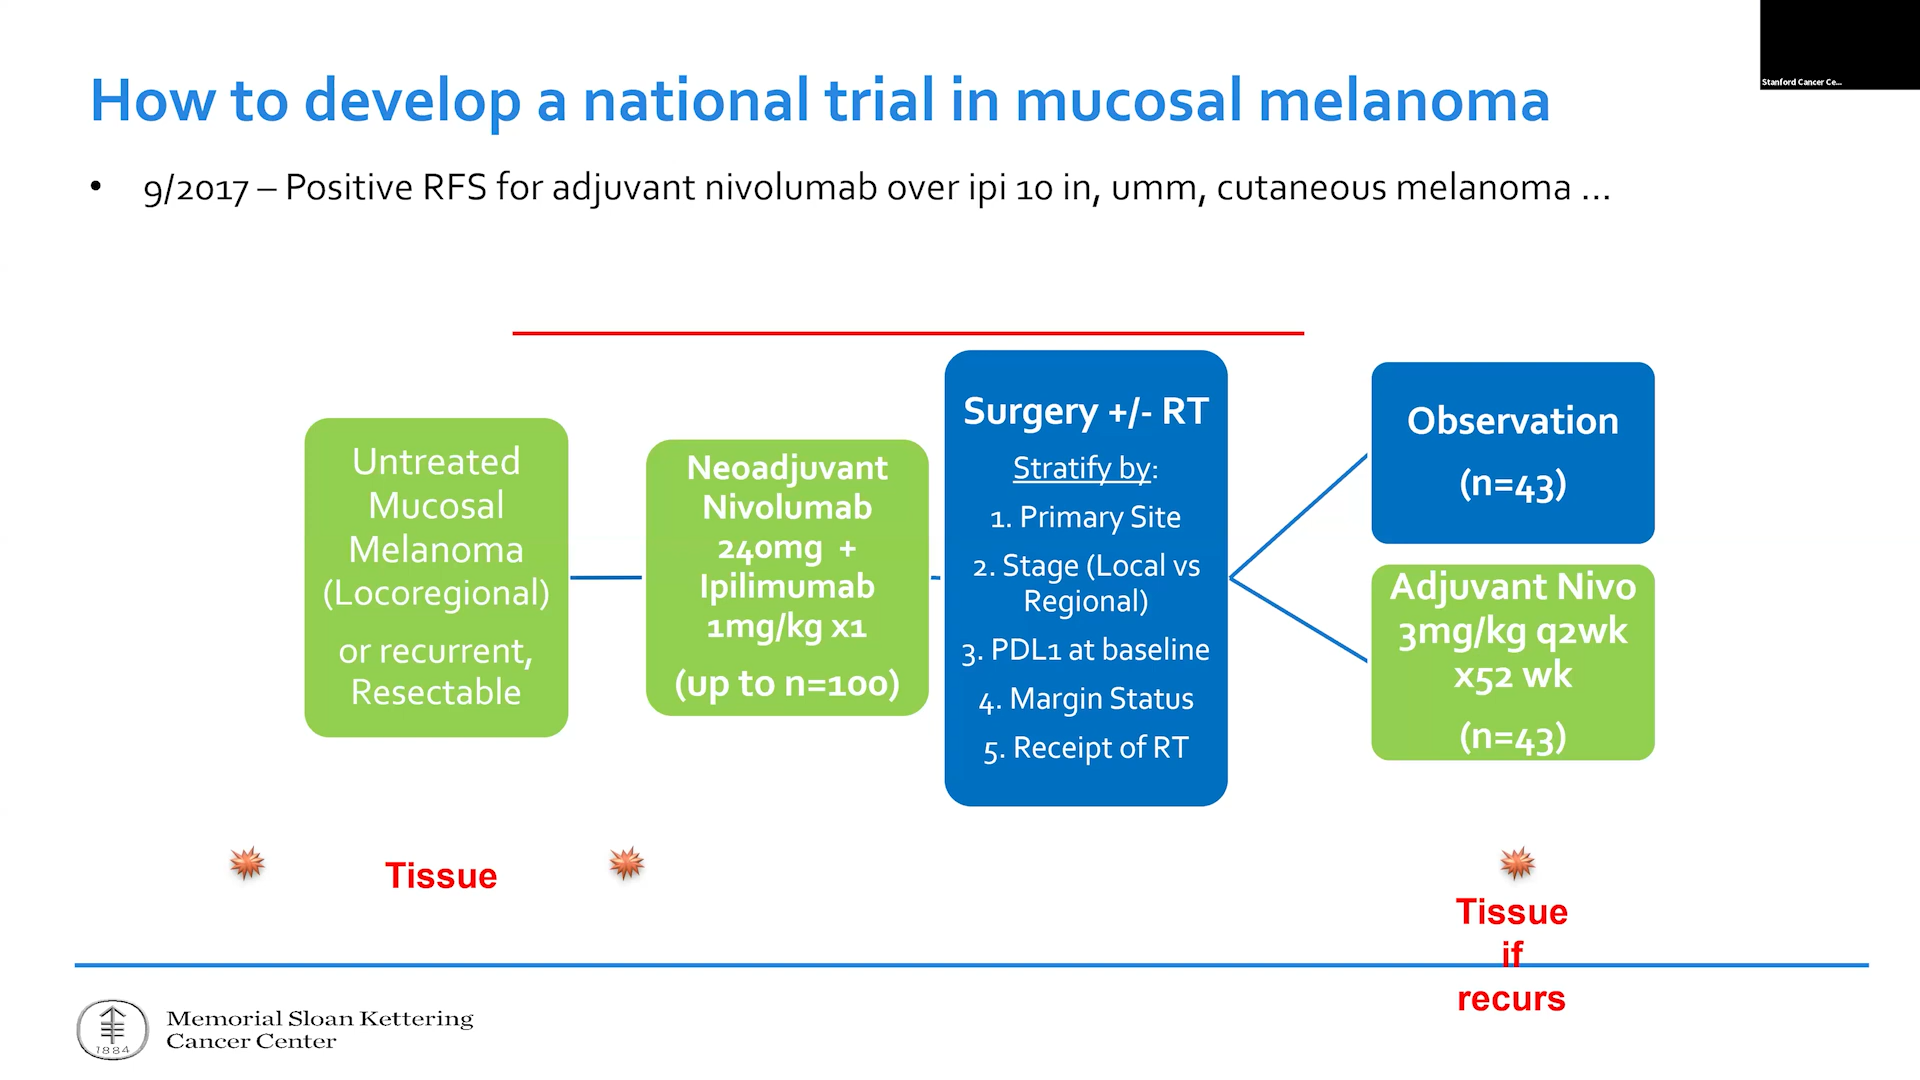 Stanford Cancer Ce...
How to develop a national trial in mucosal melanoma
• 9/2017 – Positive RFS for adjuvant nivolumab over ipi 10 in, umm, cutaneous melanoma ...
Untreated
Mucosal
Melanoma
(Locoregional)
or recurrent,
Resectable
Neoadjuvant
Nivolumab
240mg +
Ipilimumab
1mg/kg x1
(up to n=100)
Surgery +/- RT
Stratify by:
1. Primary Site
2. Stage (Local vs
Regional)
3. PDL1 at baseline
4. Margin Status
5. Receipt of RT
Observation
(n=43)
Adjuvant Nivo
3mg/kg q2wk
x52 wk
(n=43)
Tissue
Tissue
if
recurs
1884
Memorial Sloan Kettering
Cancer Center